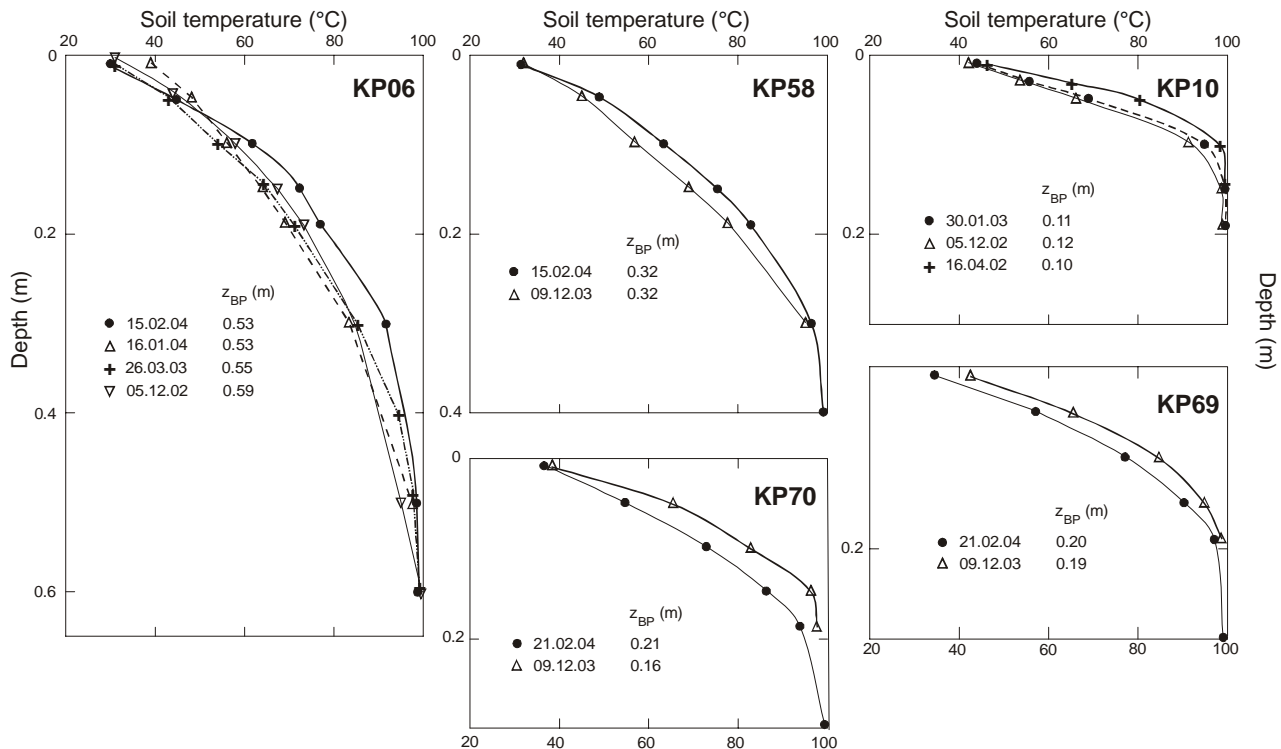 Soil temperature (°C)
20 40 60 80 100
0
0.2
0.4
0.6
Depth (m)
KP06
z_BP (m)
15.02.04 0.53
16.01.04 0.53
26.03.03 0.55
05.12.02 0.59
Soil temperature (°C)
20 40 60 80 100
0
0.2
0.4
KP58
z_BP (m)
15.02.04 0.32
09.12.03 0.32
0
0.2
KP70
z_BP (m)
21.02.04 0.21
09.12.03 0.16
20 40 60 80 100
Soil temperature (°C)
20 40 60 80 100
0
0.2
KP10
z_BP (m)
30.01.03 0.11
05.12.02 0.12
16.04.02 0.10
Depth (m)
KP69
0.2
z_BP (m)
21.02.04 0.20
09.12.03 0.19
20 40 60 80 100